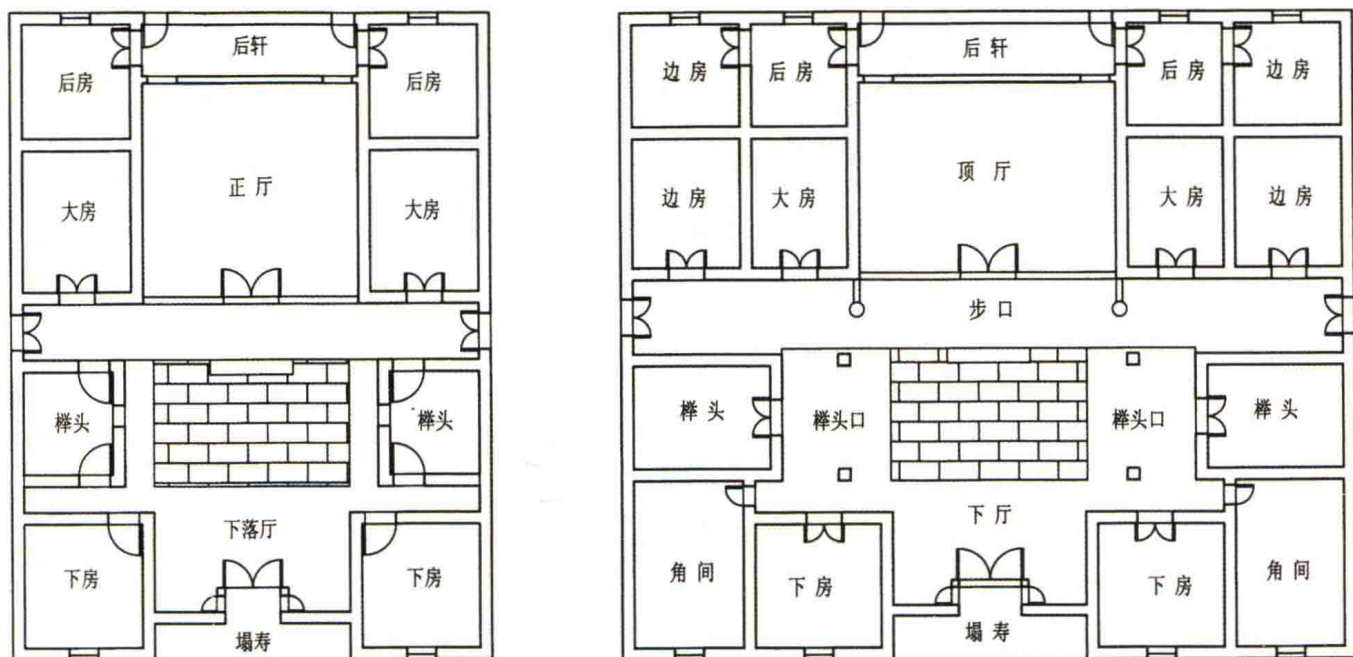 后轩
后房
后房
正厅
大房
大房
榉头
榉头
下落厅
下房
下房
塌寿
后轩
边房
后房
后房
边房
顶厅
边房
大房
大房
边房
步口
榉头
榉头口
榉头口
榉头
下厅
角间
下房
下房
角间
塌寿